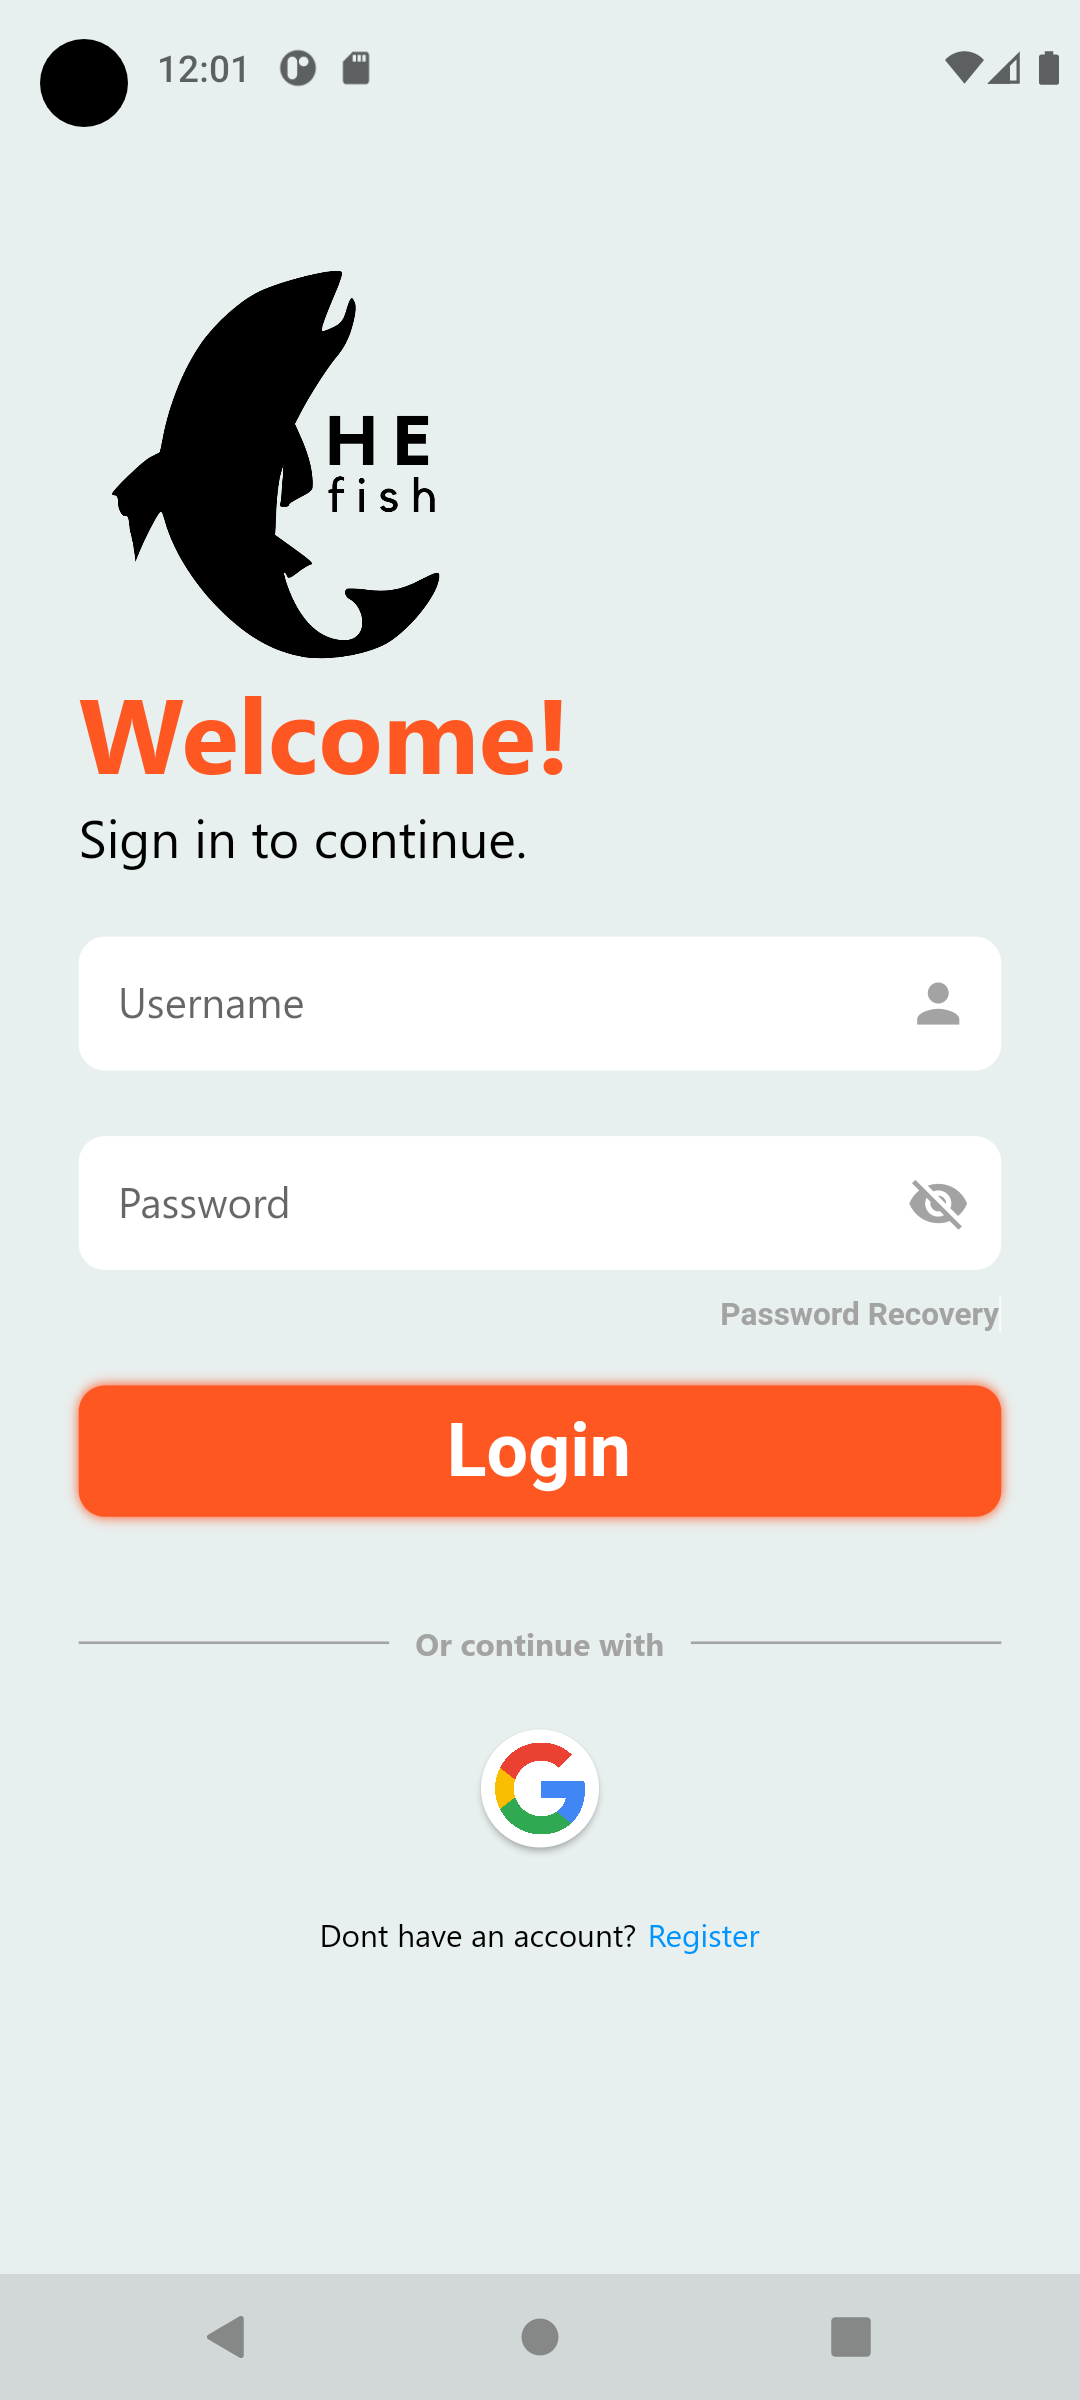 12:01
HE
fish
Welcome!
Sign in to continue.
Username
Password
Password Recovery
Login
Or continue with
Dont have an account? Register